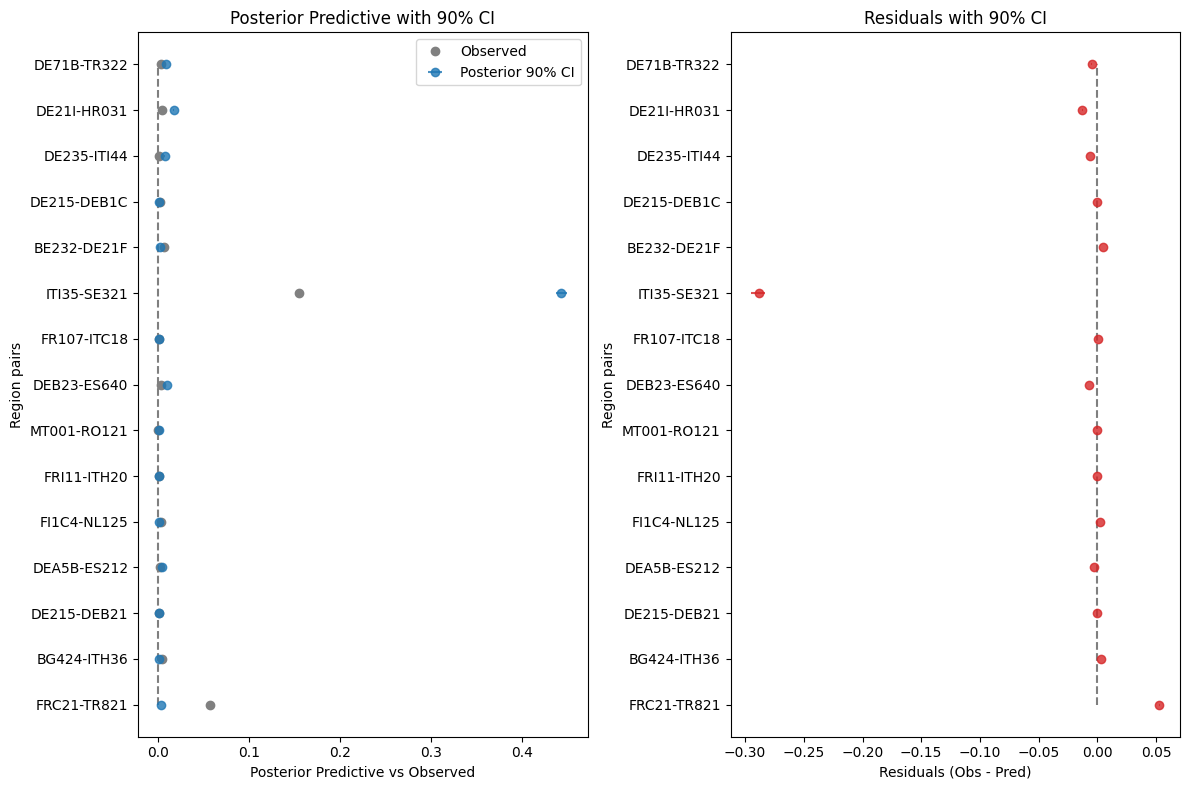 Posterior Predictive with 90% CI
Observed
Posterior 90% CI
Region pairs
DE71B-TR322
DE21I-HR031
DE235-ITI44
DE215-DEB1C
BE232-DE21F
ITI35-SE321
FR107-ITC18
DEB23-ES640
MT001-RO121
FRI11-ITH20
FI1C4-NL125
DEA5B-ES212
DE215-DEB21
BG424-ITH36
FRC21-TR821
0.0 0.1 0.2 0.3 0.4
Posterior Predictive vs Observed
Residuals with 90% CI
Region pairs
DE71B-TR322
DE21I-HR031
DE235-ITI44
DE215-DEB1C
BE232-DE21F
ITI35-SE321
FR107-ITC18
DEB23-ES640
MT001-RO121
FRI11-ITH20
FI1C4-NL125
DEA5B-ES212
DE215-DEB21
BG424-ITH36
FRC21-TR821
−0.30 −0.25 −0.20 −0.15 −0.10 −0.05 0.00 0.05
Residuals (Obs - Pred)